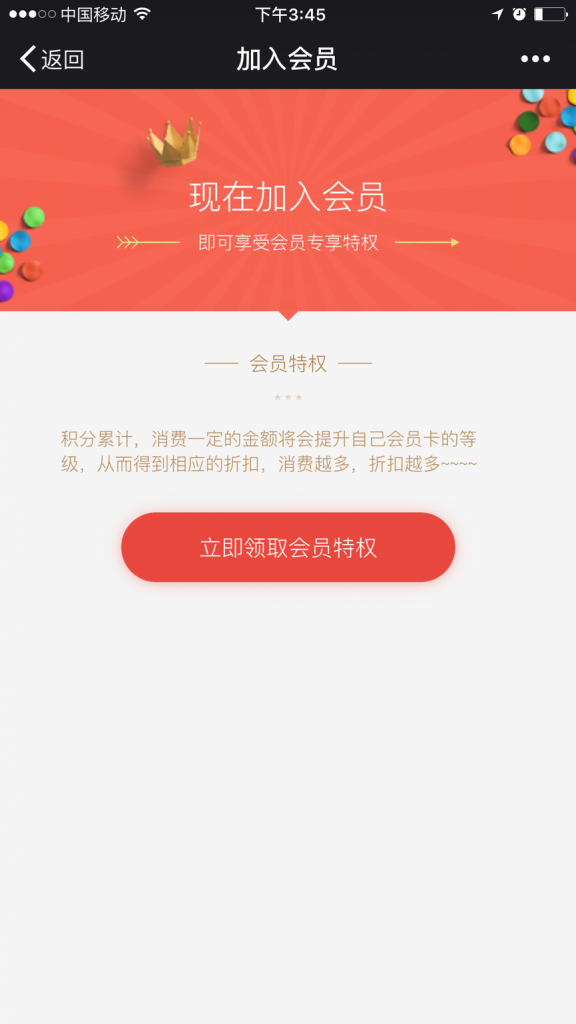 中国移动
下午3:45
返回
加入会员
现在加入会员
即可享受会员专享特权
会员特权
积分累计，消费一定的金额将会提升自己会员卡的等
级，从而得到相应的折扣，消费越多，折扣越多~~~~
立即领取会员特权